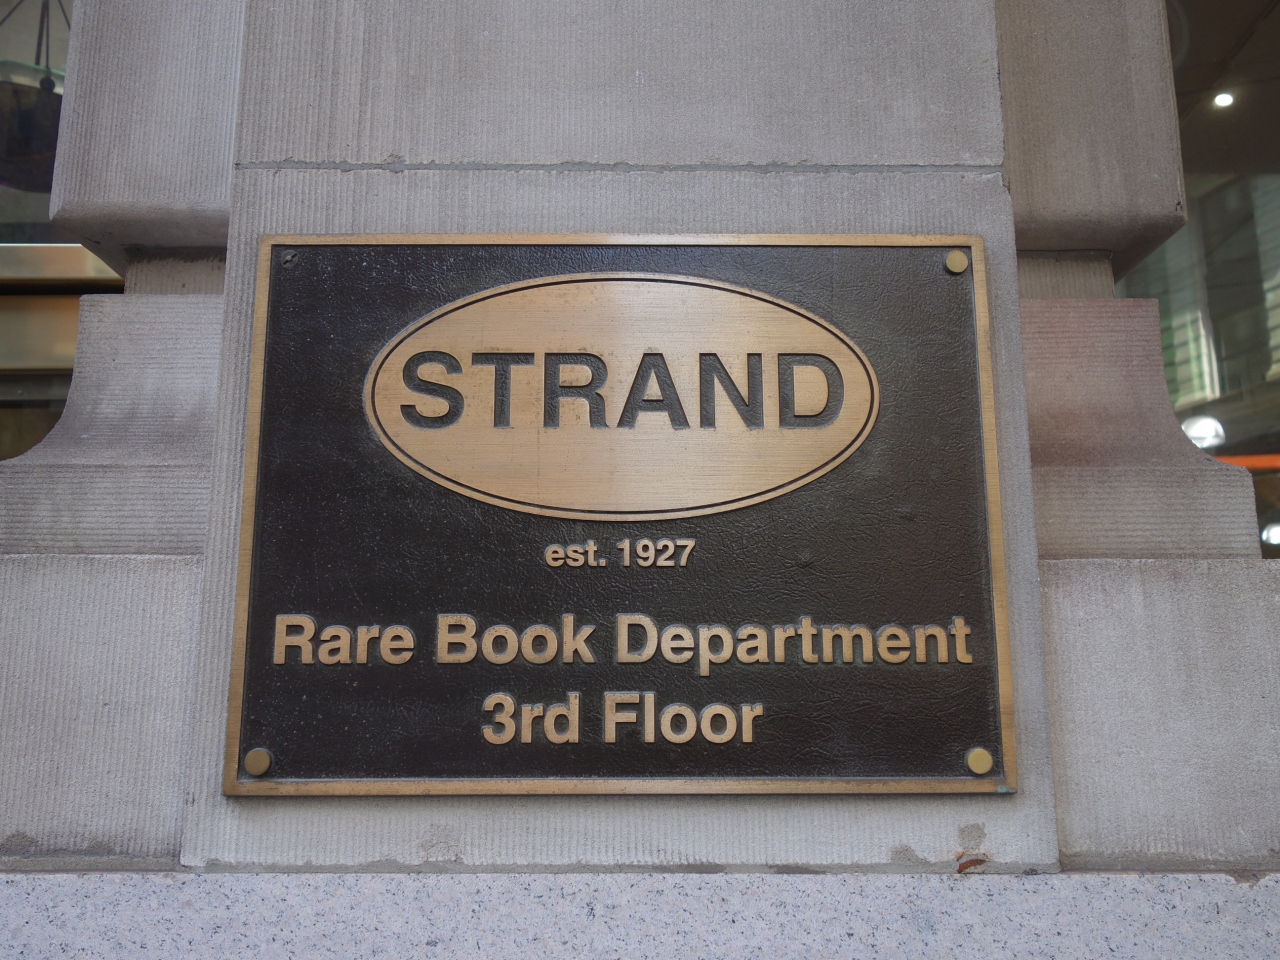 STRAND
est. 1927
Rare Book Department
3rd Floor